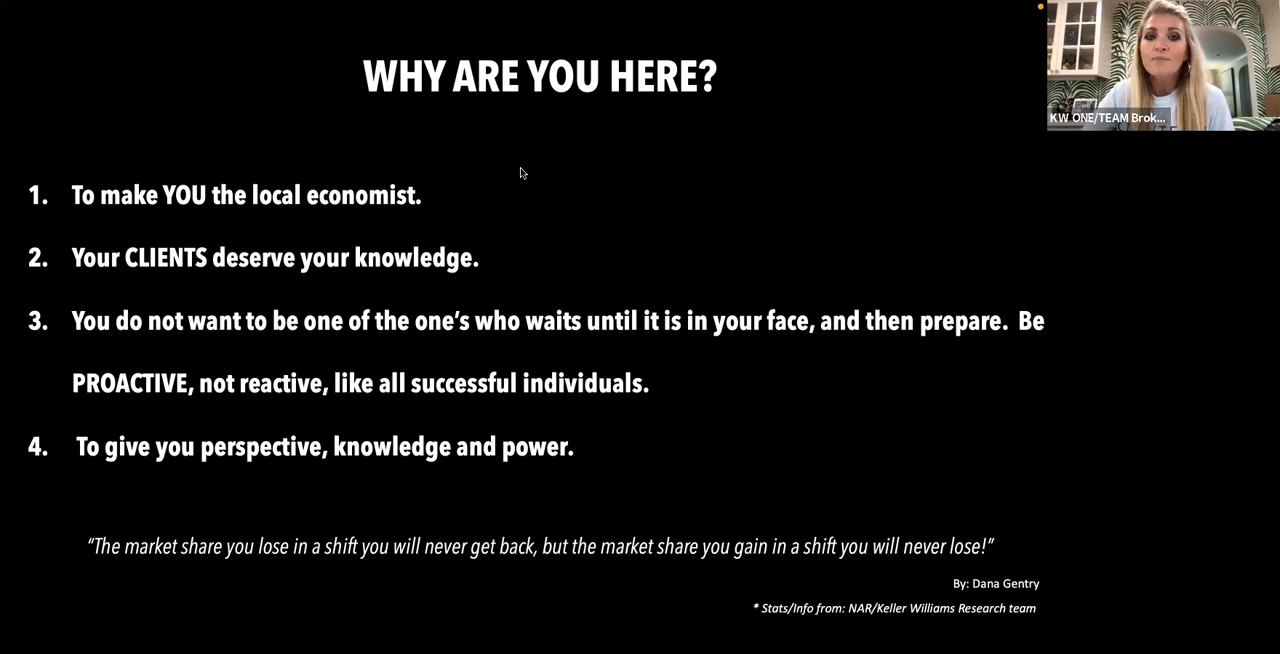 WHY ARE YOU HERE?
KW ONE/TEAM Brok...
1. To make YOU the local economist.
2. Your CLIENTS deserve your knowledge.
3. You do not want to be one of the one’s who waits until it is in your face, and then prepare. Be
PROACTIVE, not reactive, like all successful individuals.
4. To give you perspective, knowledge and power.
“The market share you lose in a shift you will never get back, but the market share you gain in a shift you will never lose!”
By: Dana Gentry
* Stats/Info from: NAR/Keller Williams Research team